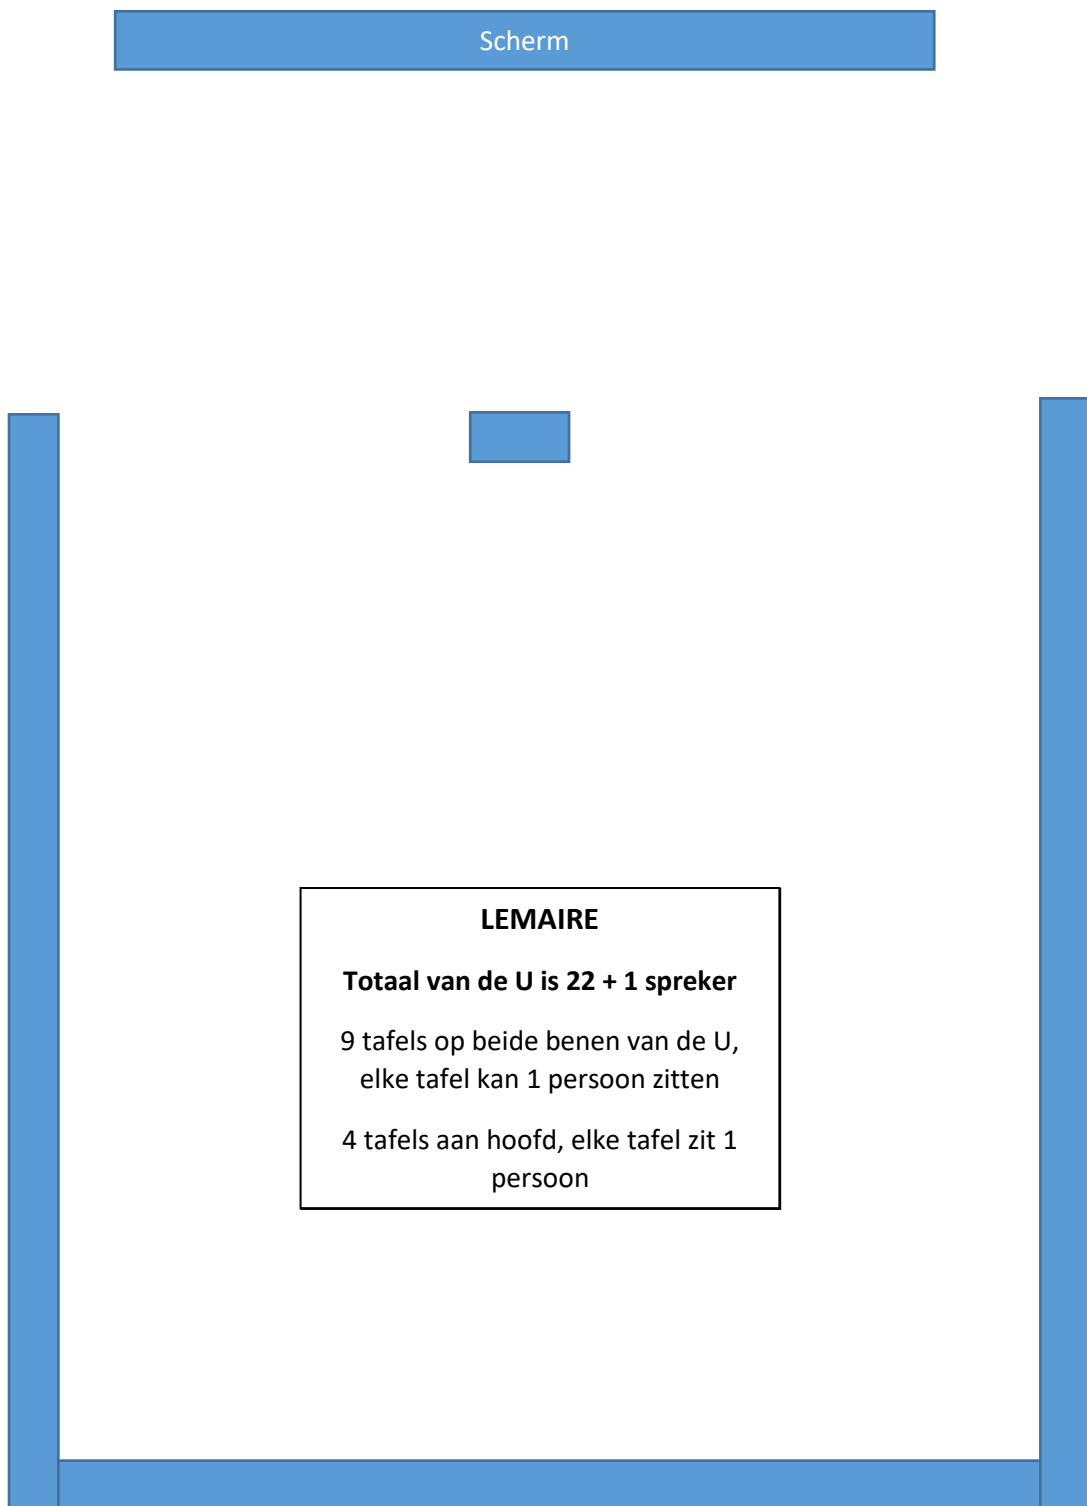 Scherm
LEMAIRE
Totaal van de U is 22 + 1 spreker
9 tafels op beide benen van de U,
elke tafel kan 1 persoon zitten
4 tafels aan hoofd, elke tafel zit 1
persoon